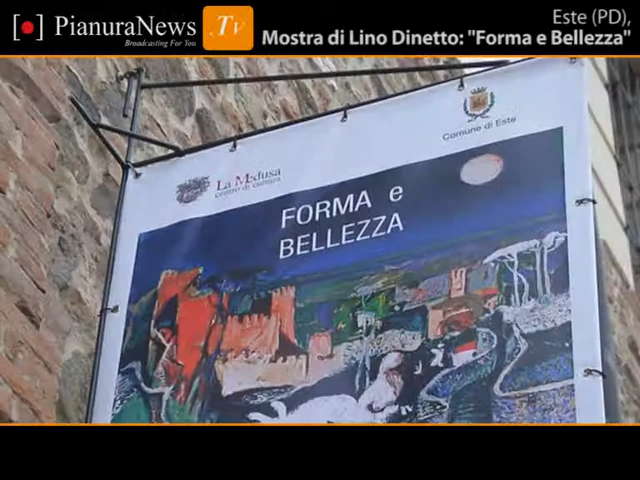 [●] PianuraNews .Tv
Broadcasting For You
Este (PD),
Mostra di Lino Dinetto: "Forma e Bellezza"
Comune di Este
La Medusa
centro di cultura
FORMA e
BELLEZZA